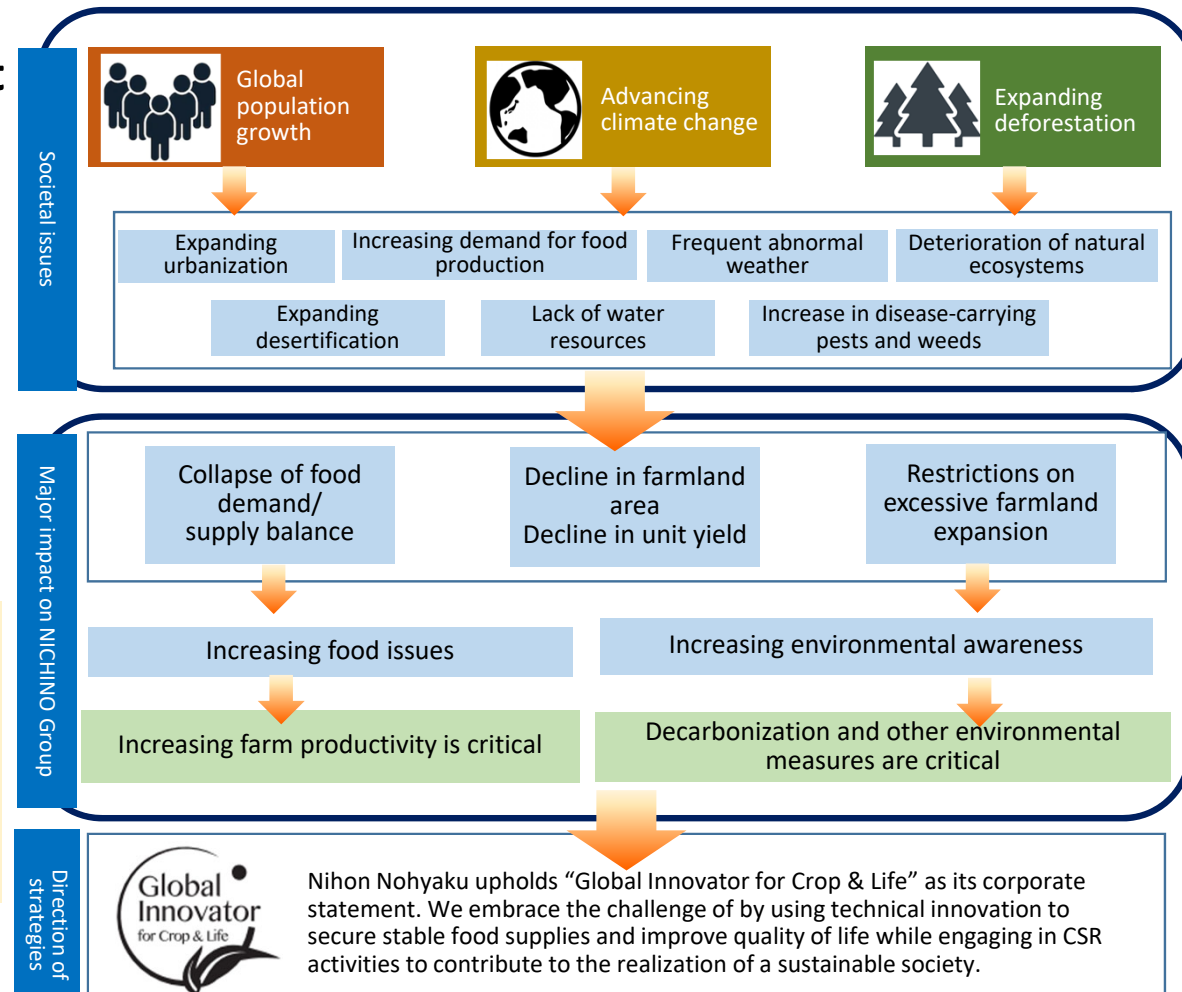 t
Societal issues
Global
population
growth
Advancing
climate change
Expanding
deforestation
Expanding
urbanization
Increasing demand for food
production
Frequent abnormal
weather
Deterioration of natural
ecosystems
Expanding
desertification
Lack of water
resources
Increase in disease-carrying
pests and weeds
Major impact on NICHINO Group
Collapse of food
demand/
supply balance
Decline in farmland
area
Decline in unit yield
Restrictions on
excessive farmland
expansion
Increasing food issues
Increasing environmental awareness
Increasing farm productivity is critical
Decarbonization and other environmental
measures are critical
Direction of
strategies
Global
Innovator
for Crop & Life
Nihon Nohyaku upholds “Global Innovator for Crop & Life” as its corporate
statement. We embrace the challenge of by using technical innovation to
secure stable food supplies and improve quality of life while engaging in CSR
activities to contribute to the realization of a sustainable society.